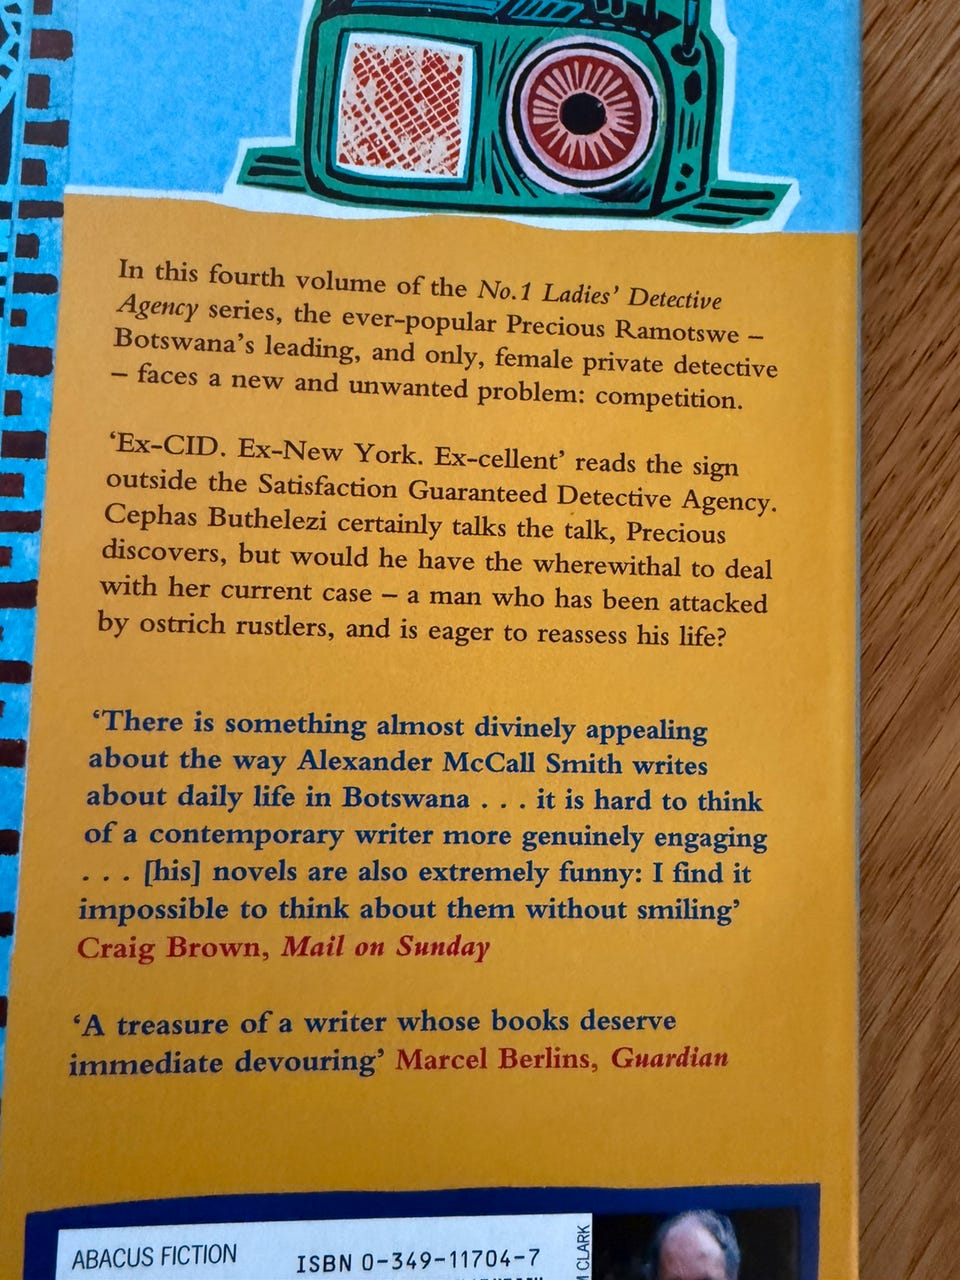 In this fourth volume of the No.1 Ladies' Detective
Agency series, the ever-popular Precious Ramotswe –
Botswana's leading, and only, female private detective
– faces a new and unwanted problem: competition.
'Ex-CID. Ex-New York. Ex-cellent' reads the sign
outside the Satisfaction Guaranteed Detective Agency.
Cephas Buthelezi certainly talks the talk, Precious
discovers, but would he have the wherewithal to deal
with her current case – a man who has been attacked
by ostrich rustlers, and is eager to reassess his life?
'There is something almost divinely appealing
about the way Alexander McCall Smith writes
about daily life in Botswana . . . it is hard to think
of a contemporary writer more genuinely engaging
. . . [his] novels are also extremely funny: I find it
impossible to think about them without smiling'
Craig Brown, Mail on Sunday
'A treasure of a writer whose books deserve
immediate devouring' Marcel Berlins, Guardian
ABACUS FICTION
ISBN 0-349-11704-7
CLARK